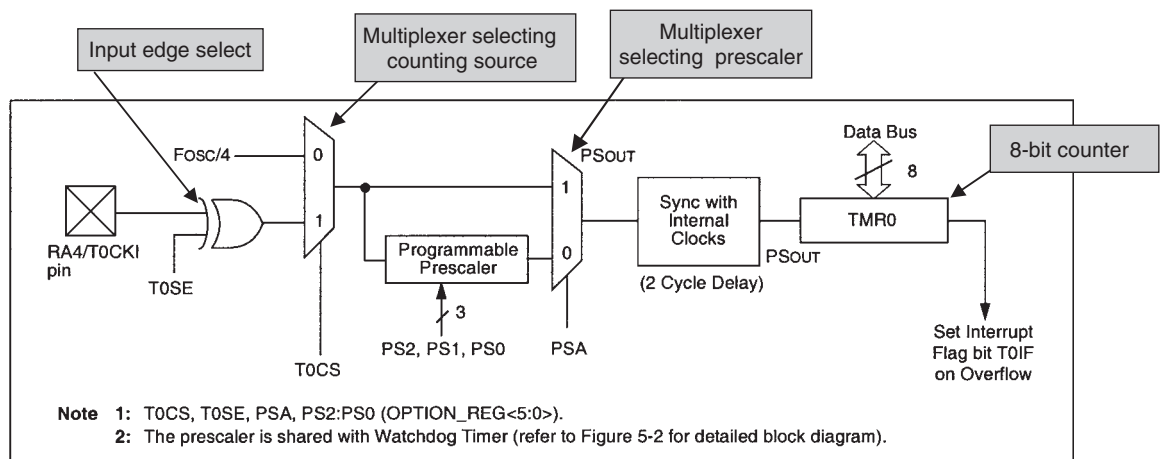 Input edge select
Multiplexer selecting
counting source
Multiplexer
selecting prescaler
8-bit counter
Data Bus
8
FOSC/4
0
1
RA4/T0CKI
pin
T0SE
T0CS
Programmable
Prescaler
3
PS2, PS1, PS0
PSOUT
1
0
PSA
Sync with
Internal
Clocks
(2 Cycle Delay)
PSOUT
TMR0
Set Interrupt
Flag bit T0IF
on Overflow
Note 1: T0CS, T0SE, PSA, PS2:PS0 (OPTION_REG<5:0>).
2: The prescaler is shared with Watchdog Timer (refer to Figure 5-2 for detailed block diagram).